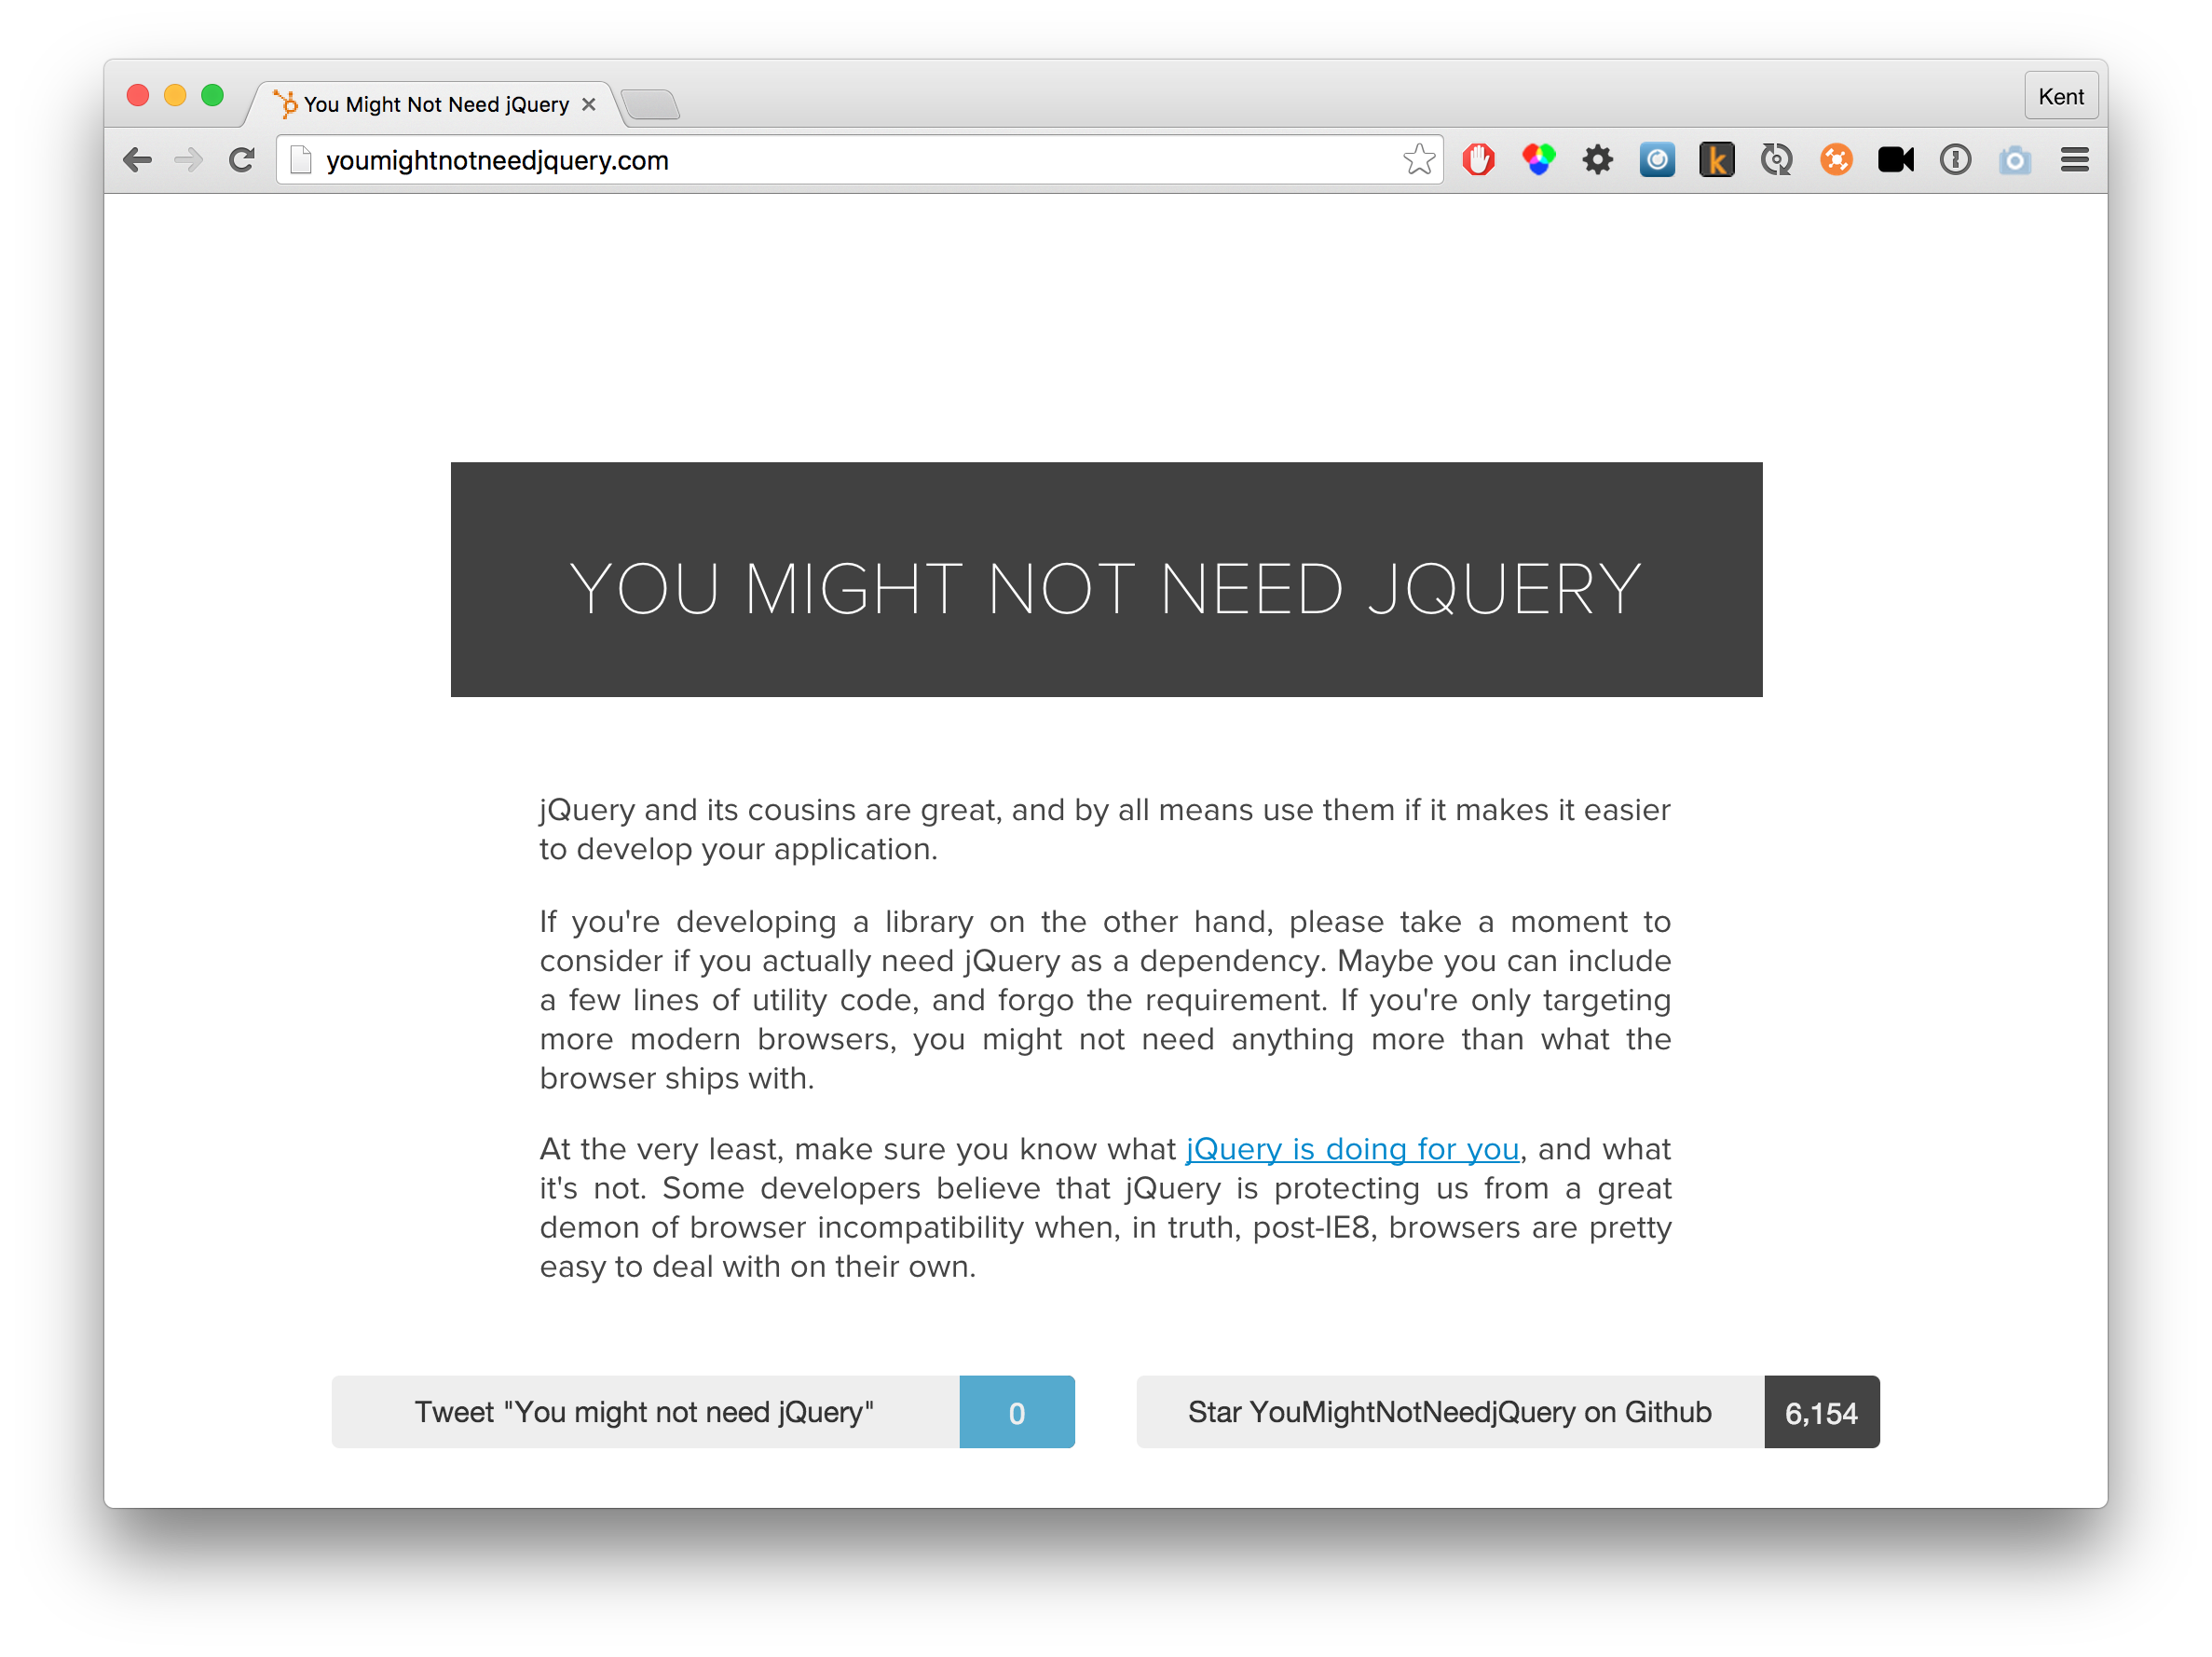 You Might Not Need jQuery
Kent
youmightnotneedjquery.com
YOU MIGHT NOT NEED JQUERY
jQuery and its cousins are great, and by all means use them if it makes it easier
to develop your application.
If you're developing a library on the other hand, please take a moment to
consider if you actually need jQuery as a dependency. Maybe you can include
a few lines of utility code, and forgo the requirement. If you're only targeting
more modern browsers, you might not need anything more than what the
browser ships with.
At the very least, make sure you know what jQuery is doing for you, and what
it's not. Some developers believe that jQuery is protecting us from a great
demon of browser incompatibility when, in truth, post-IE8, browsers are pretty
easy to deal with on their own.
Tweet "You might not need jQuery" 0
Star YouMightNotNeedjQuery on Github 6,154